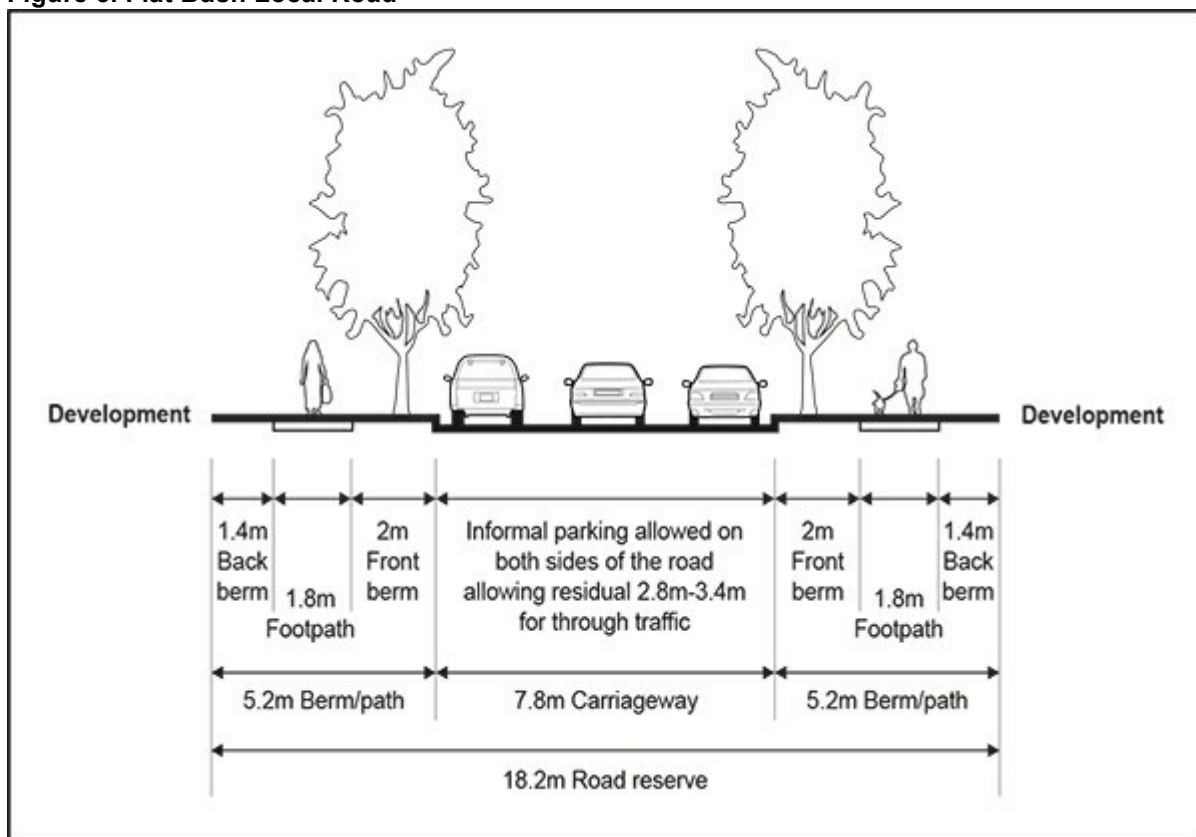 Development
Development
1.4m
Back
berm
1.8m
Footpath
2m
Front
berm
Informal parking allowed on
both sides of the road
allowing residual 2.8m-3.4m
for through traffic
2m
Front
berm
1.8m
Footpath
1.4m
Back
berm
5.2m Berm/path
7.8m Carriageway
5.2m Berm/path
18.2m Road reserve